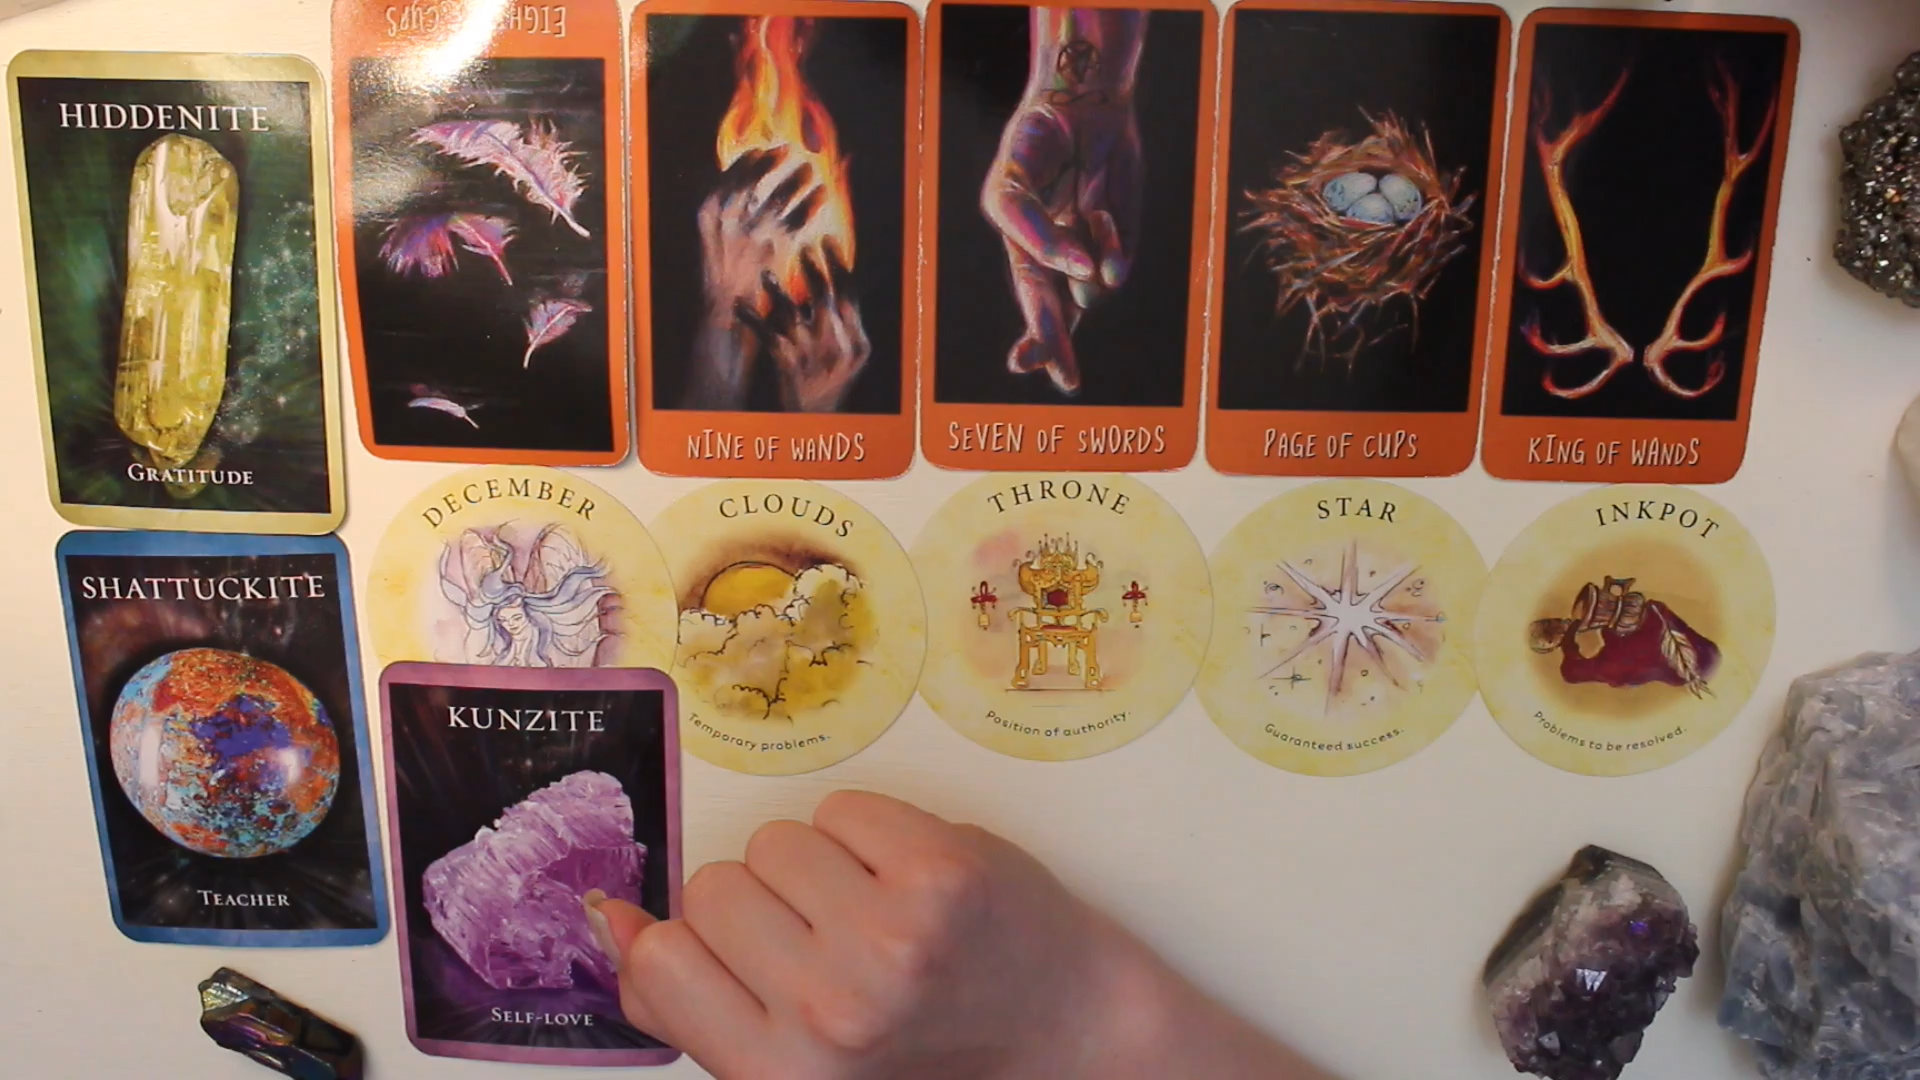 HIDDENITE
GRATITUDE
CUPS
NINE OF WANDS
SEVEN OF SWORDS
PAGE OF CUPS
KING OF WANDS
DECEMBER
CLOUDS
Temporary problems.
THRONE
Position of authority.
STAR
Guaranteed success.
INKPOT
Problems to be resolved.
SHATTUCKITE
TEACHER
KUNZITE
SELF-LOVE